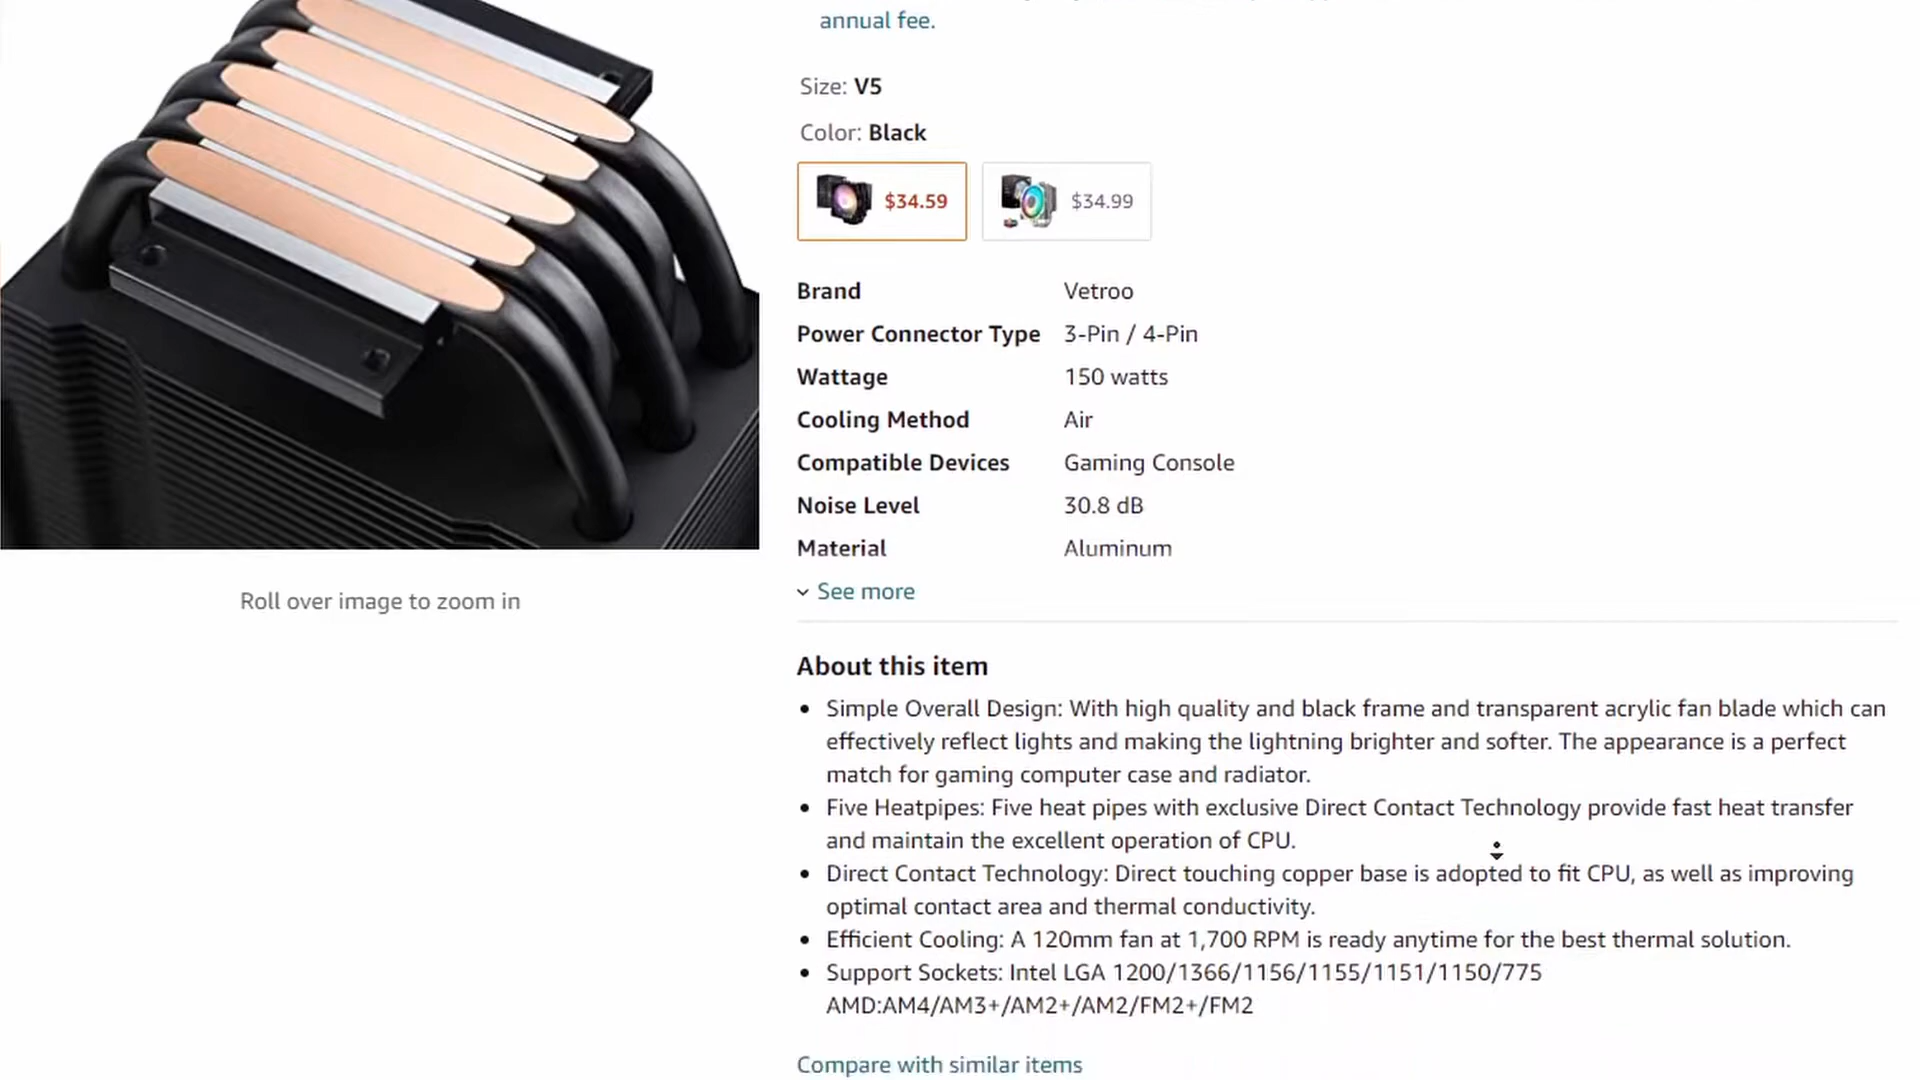 annual fee.
Size: V5
Color: Black
$34.59
$34.99
Brand Vetroo
Power Connector Type 3-Pin / 4-Pin
Wattage 150 watts
Cooling Method Air
Compatible Devices Gaming Console
Noise Level 30.8 dB
Material Aluminum
See more
Roll over image to zoom in
About this item
Simple Overall Design: With high quality and black frame and transparent acrylic fan blade which can
effectively reflect lights and making the lightning brighter and softer. The appearance is a perfect
match for gaming computer case and radiator.
Five Heatpipes: Five heat pipes with exclusive Direct Contact Technology provide fast heat transfer
and maintain the excellent operation of CPU.
Direct Contact Technology: Direct touching copper base is adopted to fit CPU, as well as improving
optimal contact area and thermal conductivity.
Efficient Cooling: A 120mm fan at 1,700 RPM is ready anytime for the best thermal solution.
Support Sockets: Intel LGA 1200/1366/1156/1155/1151/1150/775
AMD:AM4/AM3+/AM2+/AM2/FM2+/FM2
Compare with similar items